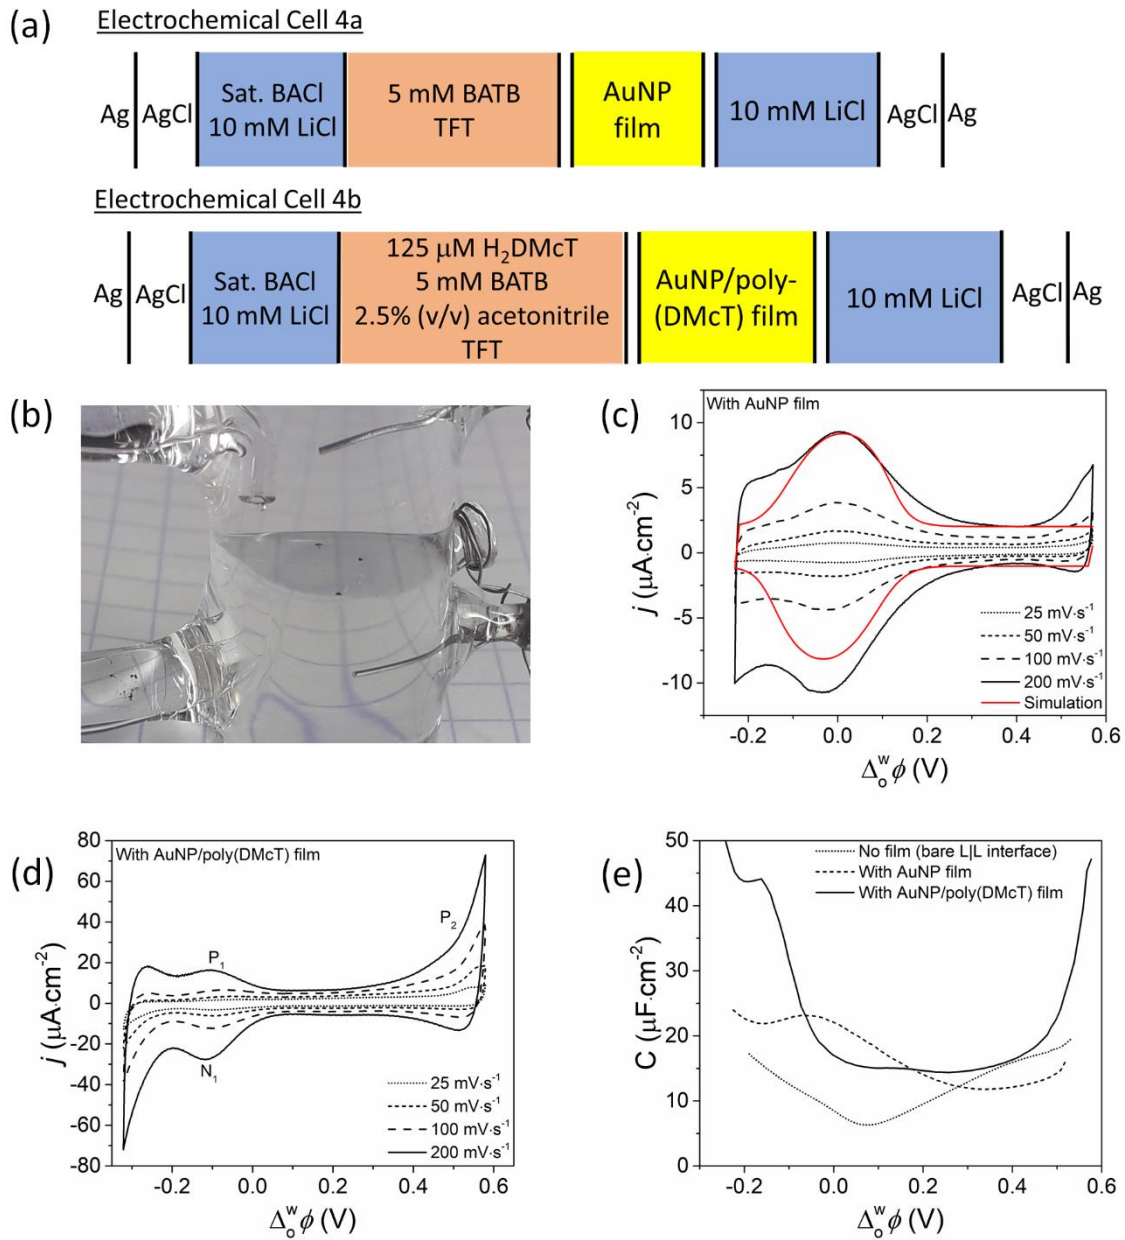 (a)
Electrochemical Cell 4a
Ag
AgCl
Sat. BACl
10 mM LiCl
5 mM BATB
TFT
AuNP
film
10 mM LiCl
AgCl
Ag
Electrochemical Cell 4b
Ag
AgCl
Sat. BACl
10 mM LiCl
125 μM H₂DMcT
5 mM BATB
2.5% (v/v) acetonitrile
TFT
AuNP/poly-
(DMcT) film
10 mM LiCl
AgCl
Ag
(b)
(c)
With AuNP film
10
5
0
-5
-10
j (μA·cm⁻²)
25 mV·s⁻¹
50 mV·s⁻¹
100 mV·s⁻¹
200 mV·s⁻¹
Simulation
-0.2 0.0 0.2 0.4 0.6
Δₒʷϕ (V)
(d)
With AuNP/poly(DMcT) film
80
60
40
20
0
-20
-40
-60
-80
j (μA·cm⁻²)
P₁
P₂
N₁
25 mV·s⁻¹
50 mV·s⁻¹
100 mV·s⁻¹
200 mV·s⁻¹
-0.2 0.0 0.2 0.4 0.6
Δₒʷϕ (V)
(e)
No film (bare L|L interface)
With AuNP film
With AuNP/poly(DMcT) film
50
40
30
20
10
0
C (μF·cm⁻²)
-0.2 0.0 0.2 0.4 0.6
Δₒʷϕ (V)